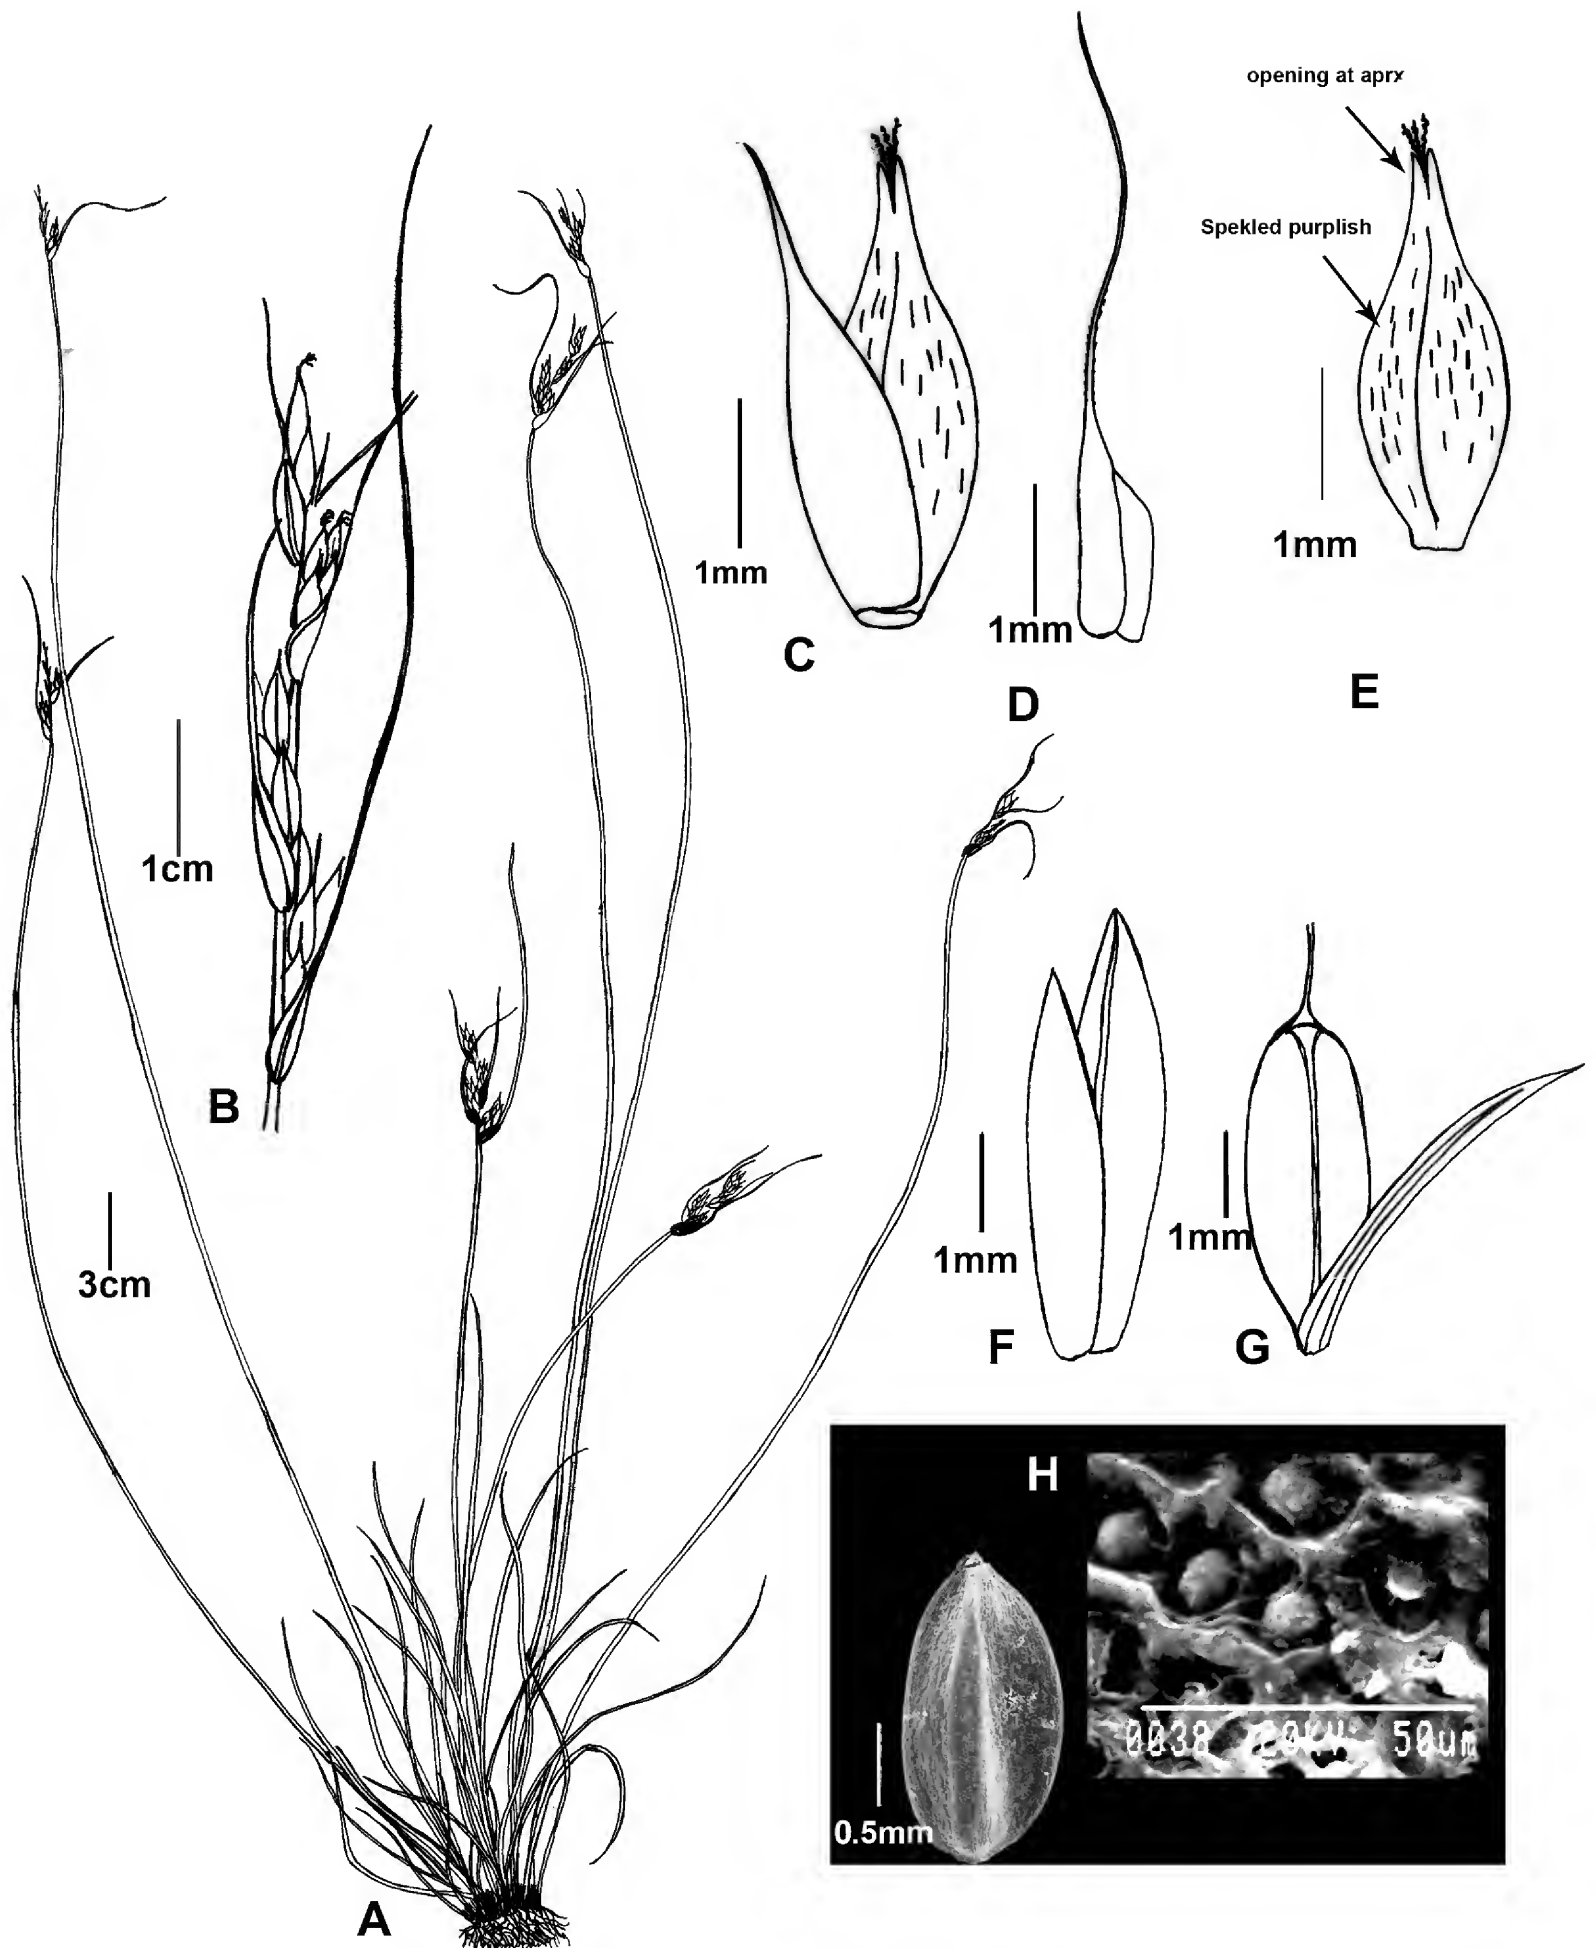 opening at aprx
Spekled purplish
1mm
C
1mm
D
1mm
E
1cm
B
3cm
1mm
F
1mm
G
H
0038 20kV 50um
0.5mm
A